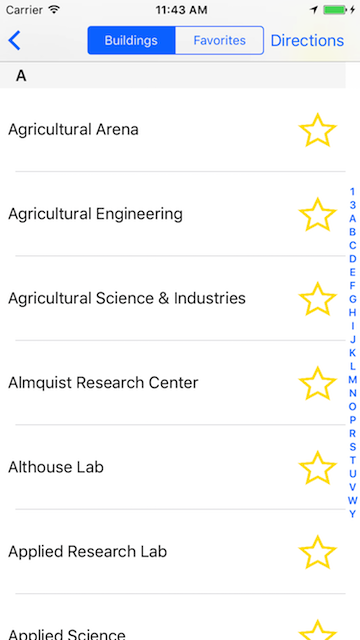 Carrier 11:43 AM
Buildings Favorites Directions
A
Agricultural Arena
Agricultural Engineering
Agricultural Science & Industries
Almquist Research Center
Althouse Lab
Applied Research Lab
Applied Science
1
3
A
B
C
D
E
F
G
H
I
J
K
L
M
N
O
P
R
S
T
U
V
W
Y